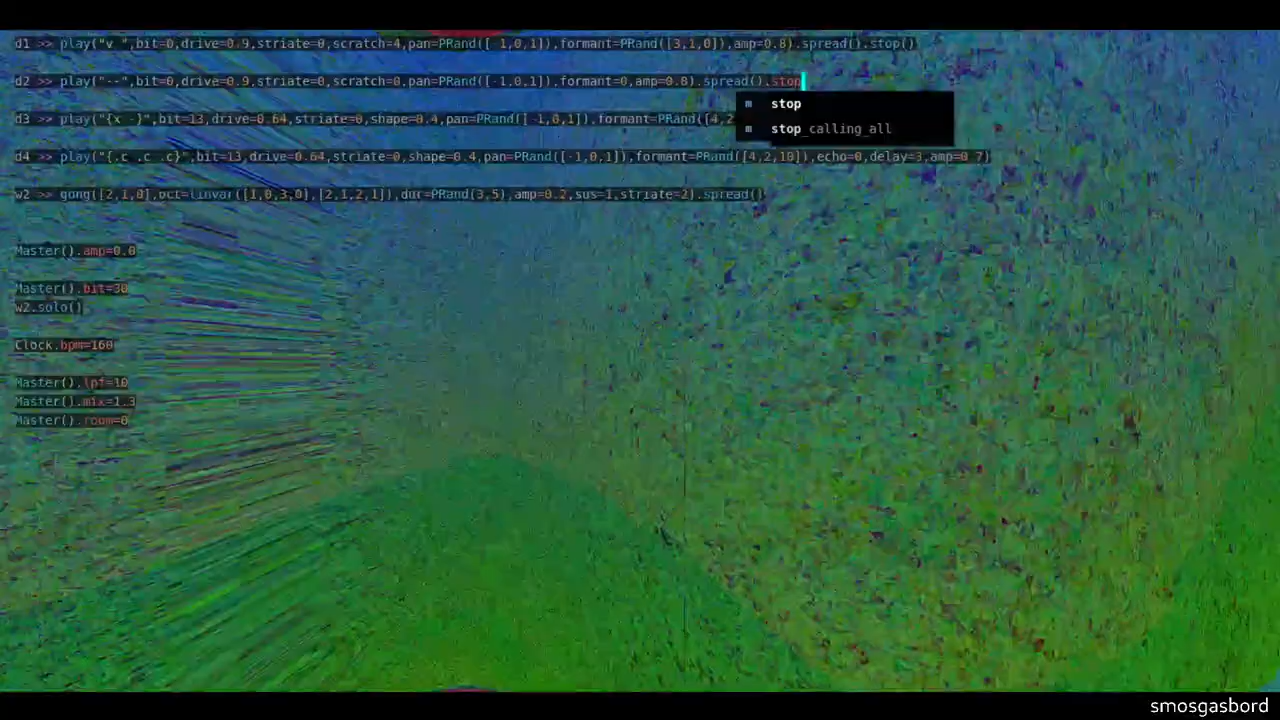 d1 >> play("v ",bit=0,drive=0.9,striate=0,scratch=4,pan=PRand([-1,0,1]),formant=PRand([3,1,0]),amp=0.8).spread().stop()
d2 >> play("--",bit=0,drive=0.9,striate=0,scratch=0,pan=PRand([-1,0,1]),formant=0,amp=0.8).spread().stop
m stop
m stop_calling_all
d3 >> play("{x -}",bit=13,drive=0.64,striate=0,shape=0.4,pan=PRand([-1,0,1]),formant=PRand([4,2
d4 >> play("{.c .c .c}",bit=13,drive=0.64,striate=0,shape=0.4,pan=PRand([-1,0,1]),formant=PRand([4,2,10]),echo=0,delay=3,amp=0.7)
w2 >> gong([2,1,0],oct=linvar([1,0,3,0],[2,1,2,1]),dur=PRand(3,5),amp=0.2,sus=1,striate=2).spread()
Master().amp=0.0
Master().bit=30
w2.solo()
Clock.bpm=160
Master().lpf=10
Master().mix=1.3
Master().room=0
smosgasbord